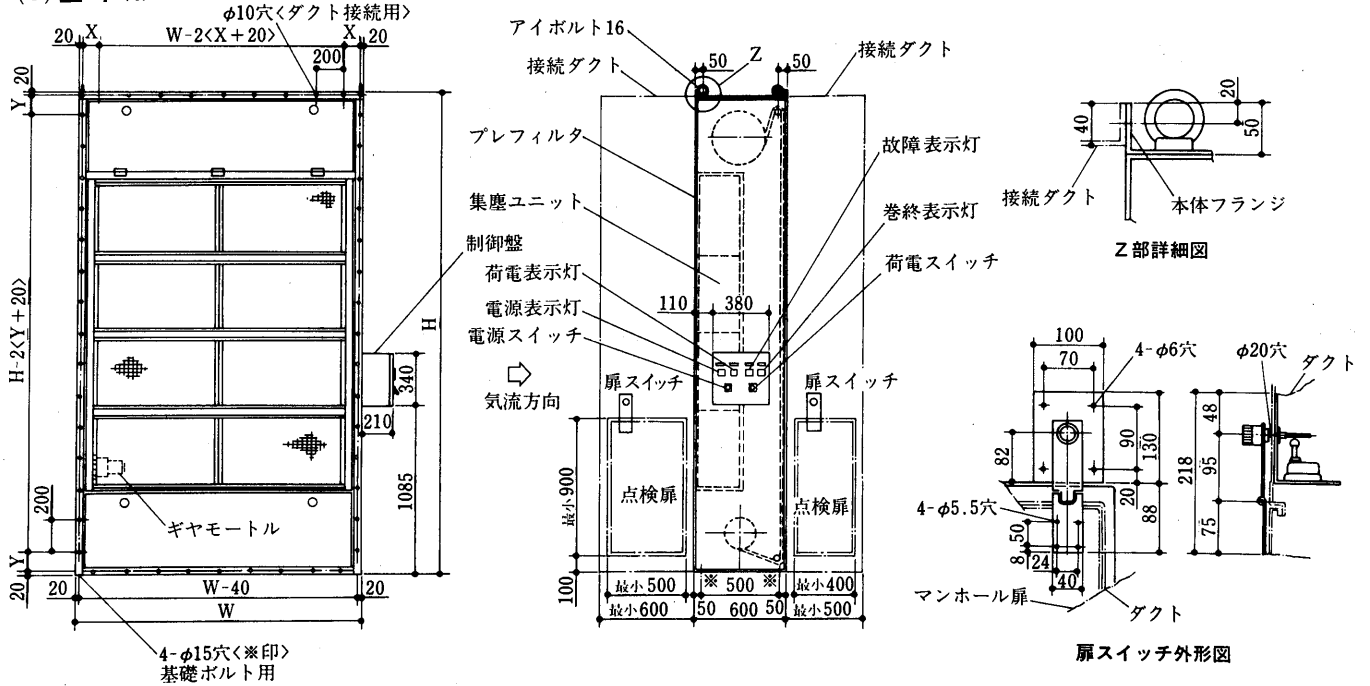 φ10穴<ダクト接続用>
20 X W-2<X+20> X 20
200
20
Y
H-2<Y+20>
H
制御盤
340
210
1085
200
ギヤモートル
Y
20
20 W-40 20
W
4-φ15穴<※印>
基礎ボルト用
アイボルト16
接続ダクト
50 Z 50
接続ダクト
プレフィルタ
故障表示灯
集塵ユニット
巻終表示灯
荷電表示灯
荷電スイッチ
110 380
電源表示灯
電源スイッチ
気流方向
扉スイッチ
扉スイッチ
最小900
点検扉
点検扉
100
最小500 ※ 500 ※ 最小400
最小600 50 600 50 最小500
40
20
50
接続ダクト
本体フランジ
Z部詳細図
100
70
4-φ6穴
φ20穴
ダクト
82
90
130
20
88
218
48
95
75
4-φ5.5穴
50
8
24
40
マンホール扉
ダクト
扉スイッチ外形図